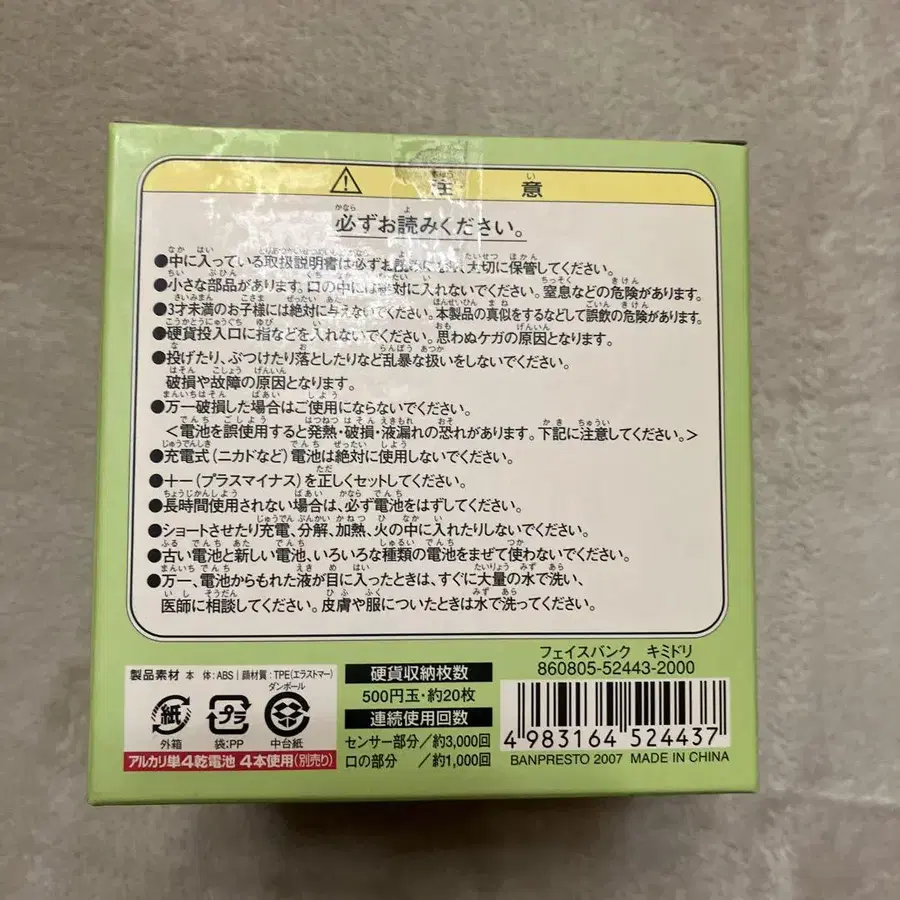 注 意
必ずお読みください。
●中に入っている取扱説明書は必ずお読みになり、大切に保管してください。
●小さな部品があります。口の中には絶対に入れないでください。窒息などの危険があります。
●3才未満のお子様には絶対に与えないでください。本製品の真似をするなどして誤飲の危険があります。
●硬貨投入口に指などを入れないでください。思わぬケガの原因となります。
●投げたり、ぶつけたり落としたりなど乱暴な扱いをしないでください。
破損や故障の原因となります。
●万一破損した場合はご使用にならないでください。
<電池を誤使用すると発熱・破損・液漏れの恐れがあります。下記に注意してください。>
●充電式(ニカドなど)電池は絶対に使用しないでください。
●+-(プラスマイナス)を正しくセットしてください。
●長時間使用されない場合は、必ず電池をはずしてください。
●ショートさせたり充電、分解、加熱、火の中に入れたりしないでください。
●古い電池と新しい電池、いろいろな種類の電池をまぜて使わないでください。
●万一、電池からもれた液が目に入ったときは、すぐに大量の水で洗い、
医師に相談してください。皮膚や服についたときは水で洗ってください。
フェイスバンク キミドリ
860805-52443-2000
製品素材 本 体:ABS|顔材質:TPE(エラストマー)
ダンボール
紙 プラ
外箱 袋:PP 中台紙
アルカリ単4乾電池 4本使用(別売り)
硬貨収納枚数
500円玉・約20枚
連続使用回数
センサー部分/約3,000回
口の部分 /約1,000回
4 983164 524437
BANPRESTO 2007 MADE IN CHINA